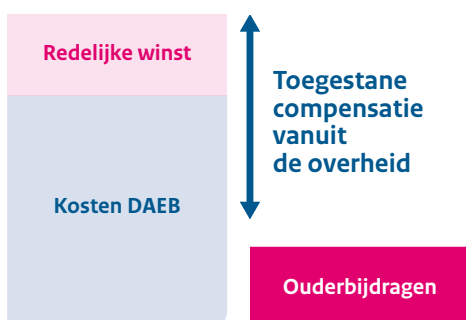 Redelijke winst
Toegestane
compensatie
vanuit
de overheid
Kosten DAEB
Ouderbijdragen